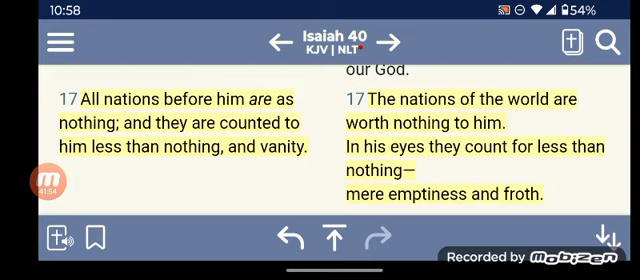 10:58
54%
Isaiah 40
KJV | NLT
our God.
17 All nations before him are as
nothing; and they are counted to
him less than nothing, and vanity.
17 The nations of the world are
worth nothing to him.
In his eyes they count for less than
nothing—
mere emptiness and froth.
M
41:54
Recorded by Mobizen